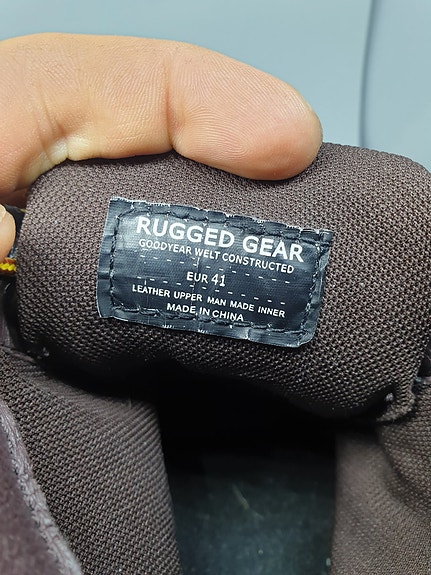 RUGGED GEAR
GOODYEAR WELT CONSTRUCTED
EUR 41
LEATHER UPPER MAN MADE INNER
MADE IN CHINA